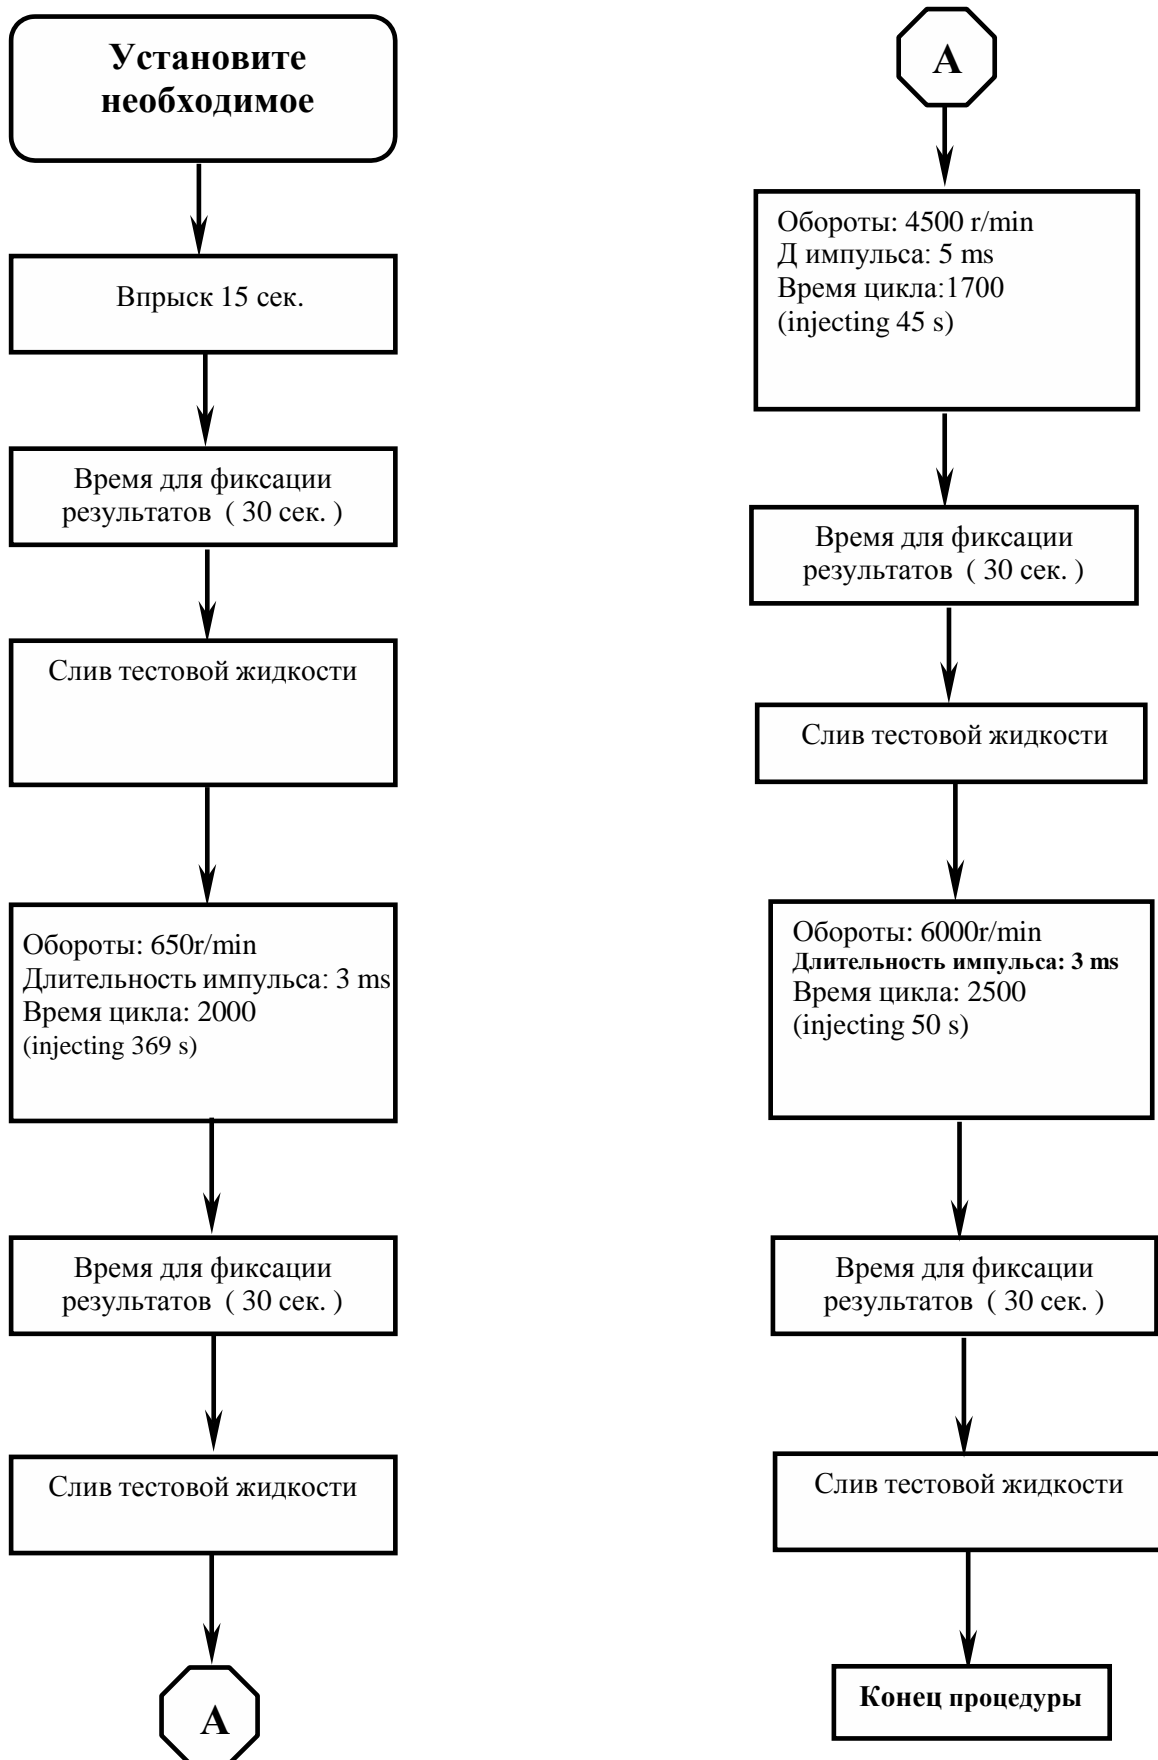 Установите
необходимое
Впрыск 15 сек.
Время для фиксации
результатов ( 30 сек. )
Слив тестовой жидкости
Обороты: 650r/min
Длительность импульса: 3 ms
Время цикла: 2000
(injecting 369 s)
Время для фиксации
результатов ( 30 сек. )
Слив тестовой жидкости
A
A
Обороты: 4500 r/min
Д импульса: 5 ms
Время цикла:1700
(injecting 45 s)
Время для фиксации
результатов ( 30 сек. )
Слив тестовой жидкости
Обороты: 6000r/min
Длительность импульса: 3 ms
Время цикла: 2500
(injecting 50 s)
Время для фиксации
результатов ( 30 сек. )
Слив тестовой жидкости
Конец процедуры